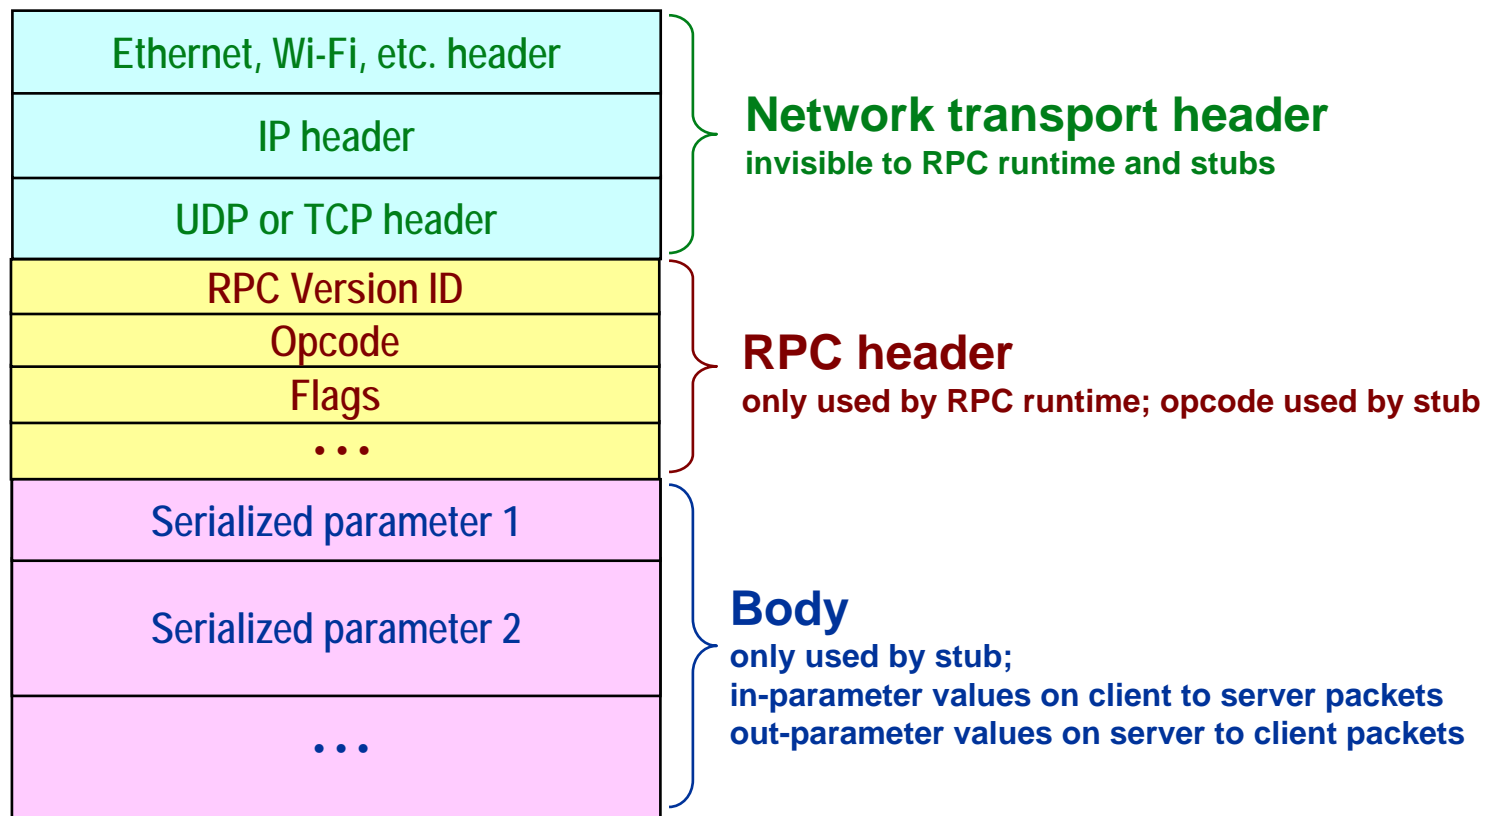 Ethernet, Wi-Fi, etc. header
IP header
UDP or TCP header
Network transport header
invisible to RPC runtime and stubs
RPC Version ID
Opcode
Flags
• • •
RPC header
only used by RPC runtime; opcode used by stub
Serialized parameter 1
Serialized parameter 2
• • •
Body
only used by stub;
in-parameter values on client to server packets
out-parameter values on server to client packets